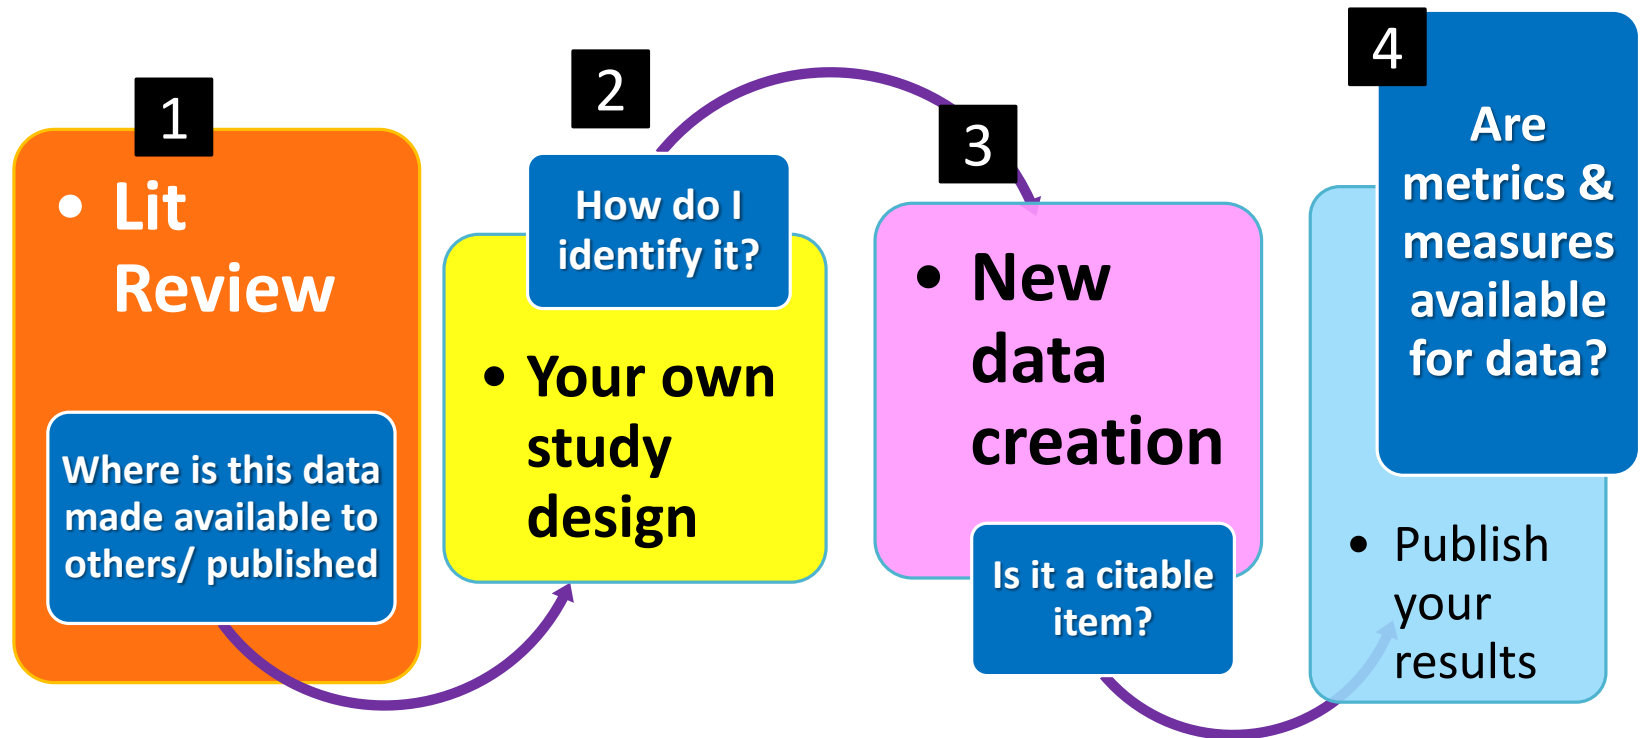 1
• Lit
Review
Where is this data
made available to
others/ published
2
How do I
identify it?
• Your own
study
design
3
• New
data
creation
Is it a citable
item?
4
Are
metrics &
measures
available
for data?
• Publish
your
results